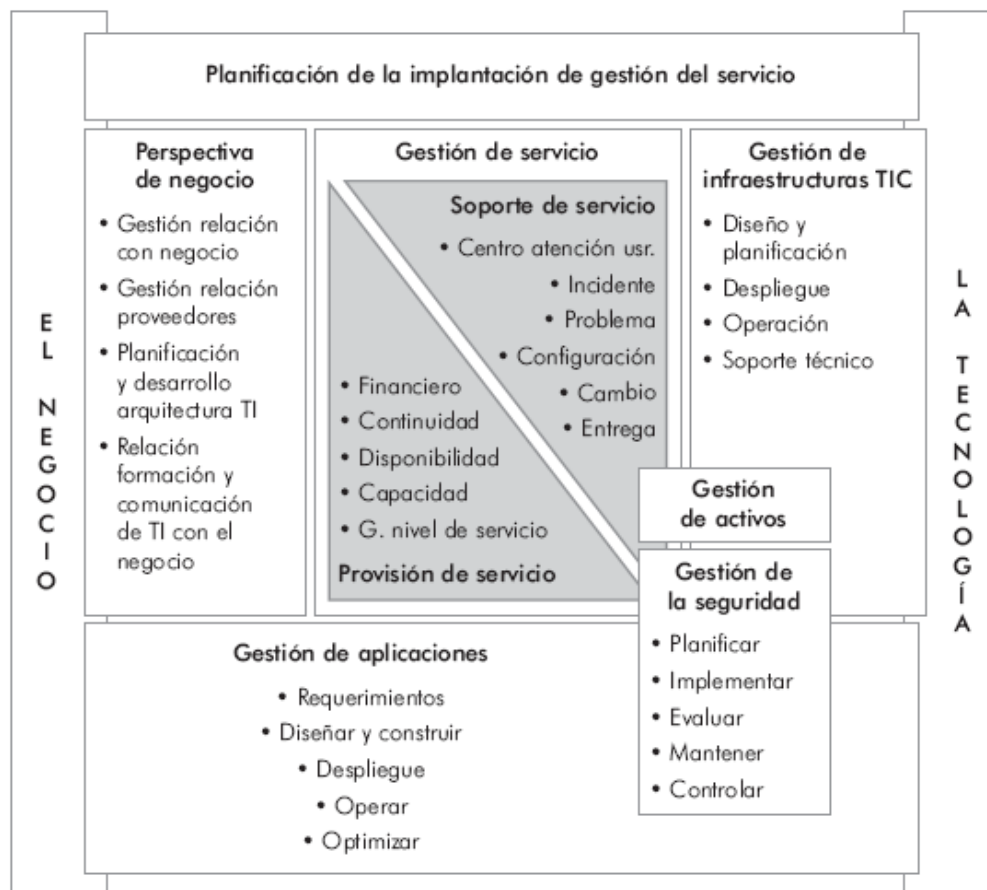 Planificación de la implantación de gestión del servicio
EL NEGOCIO
Perspectiva
de negocio
• Gestión relación
con negocio
• Gestión relación
proveedores
• Planificación
y desarrollo
arquitectura TI
• Relación
formación y
comunicación
de TI con el
negocio
Gestión de servicio
Soporte de servicio
• Centro atención usr.
• Incidente
• Problema
• Configuración
• Cambio
• Entrega
• Financiero
• Continuidad
• Disponibilidad
• Capacidad
• G. nivel de servicio
Provisión de servicio
Gestión de
infraestructuras TIC
• Diseño y
planificación
• Despliegue
• Operación
• Soporte técnico
LA TECNOLOGÍA
Gestión
de activos
Gestión de
la seguridad
• Planificar
• Implementar
• Evaluar
• Mantener
• Controlar
Gestión de aplicaciones
• Requerimientos
• Diseñar y construir
• Despliegue
• Operar
• Optimizar